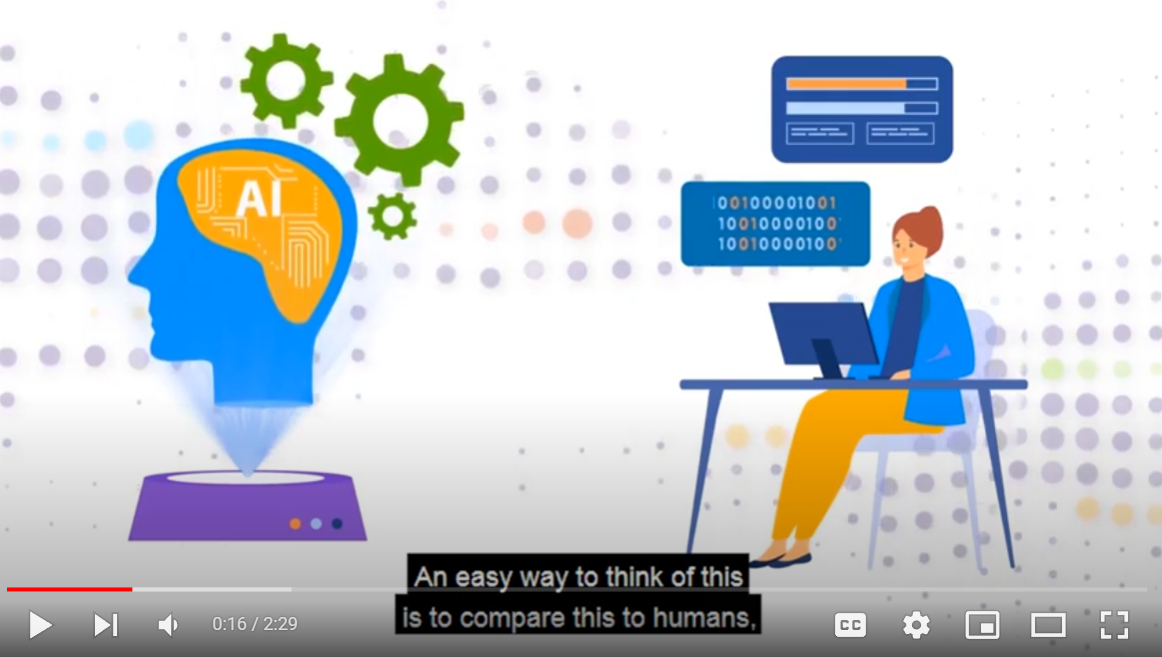 AI
00100001001
10010000100
10010000100
An easy way to think of this
is to compare this to humans,
0:16 / 2:29
CC